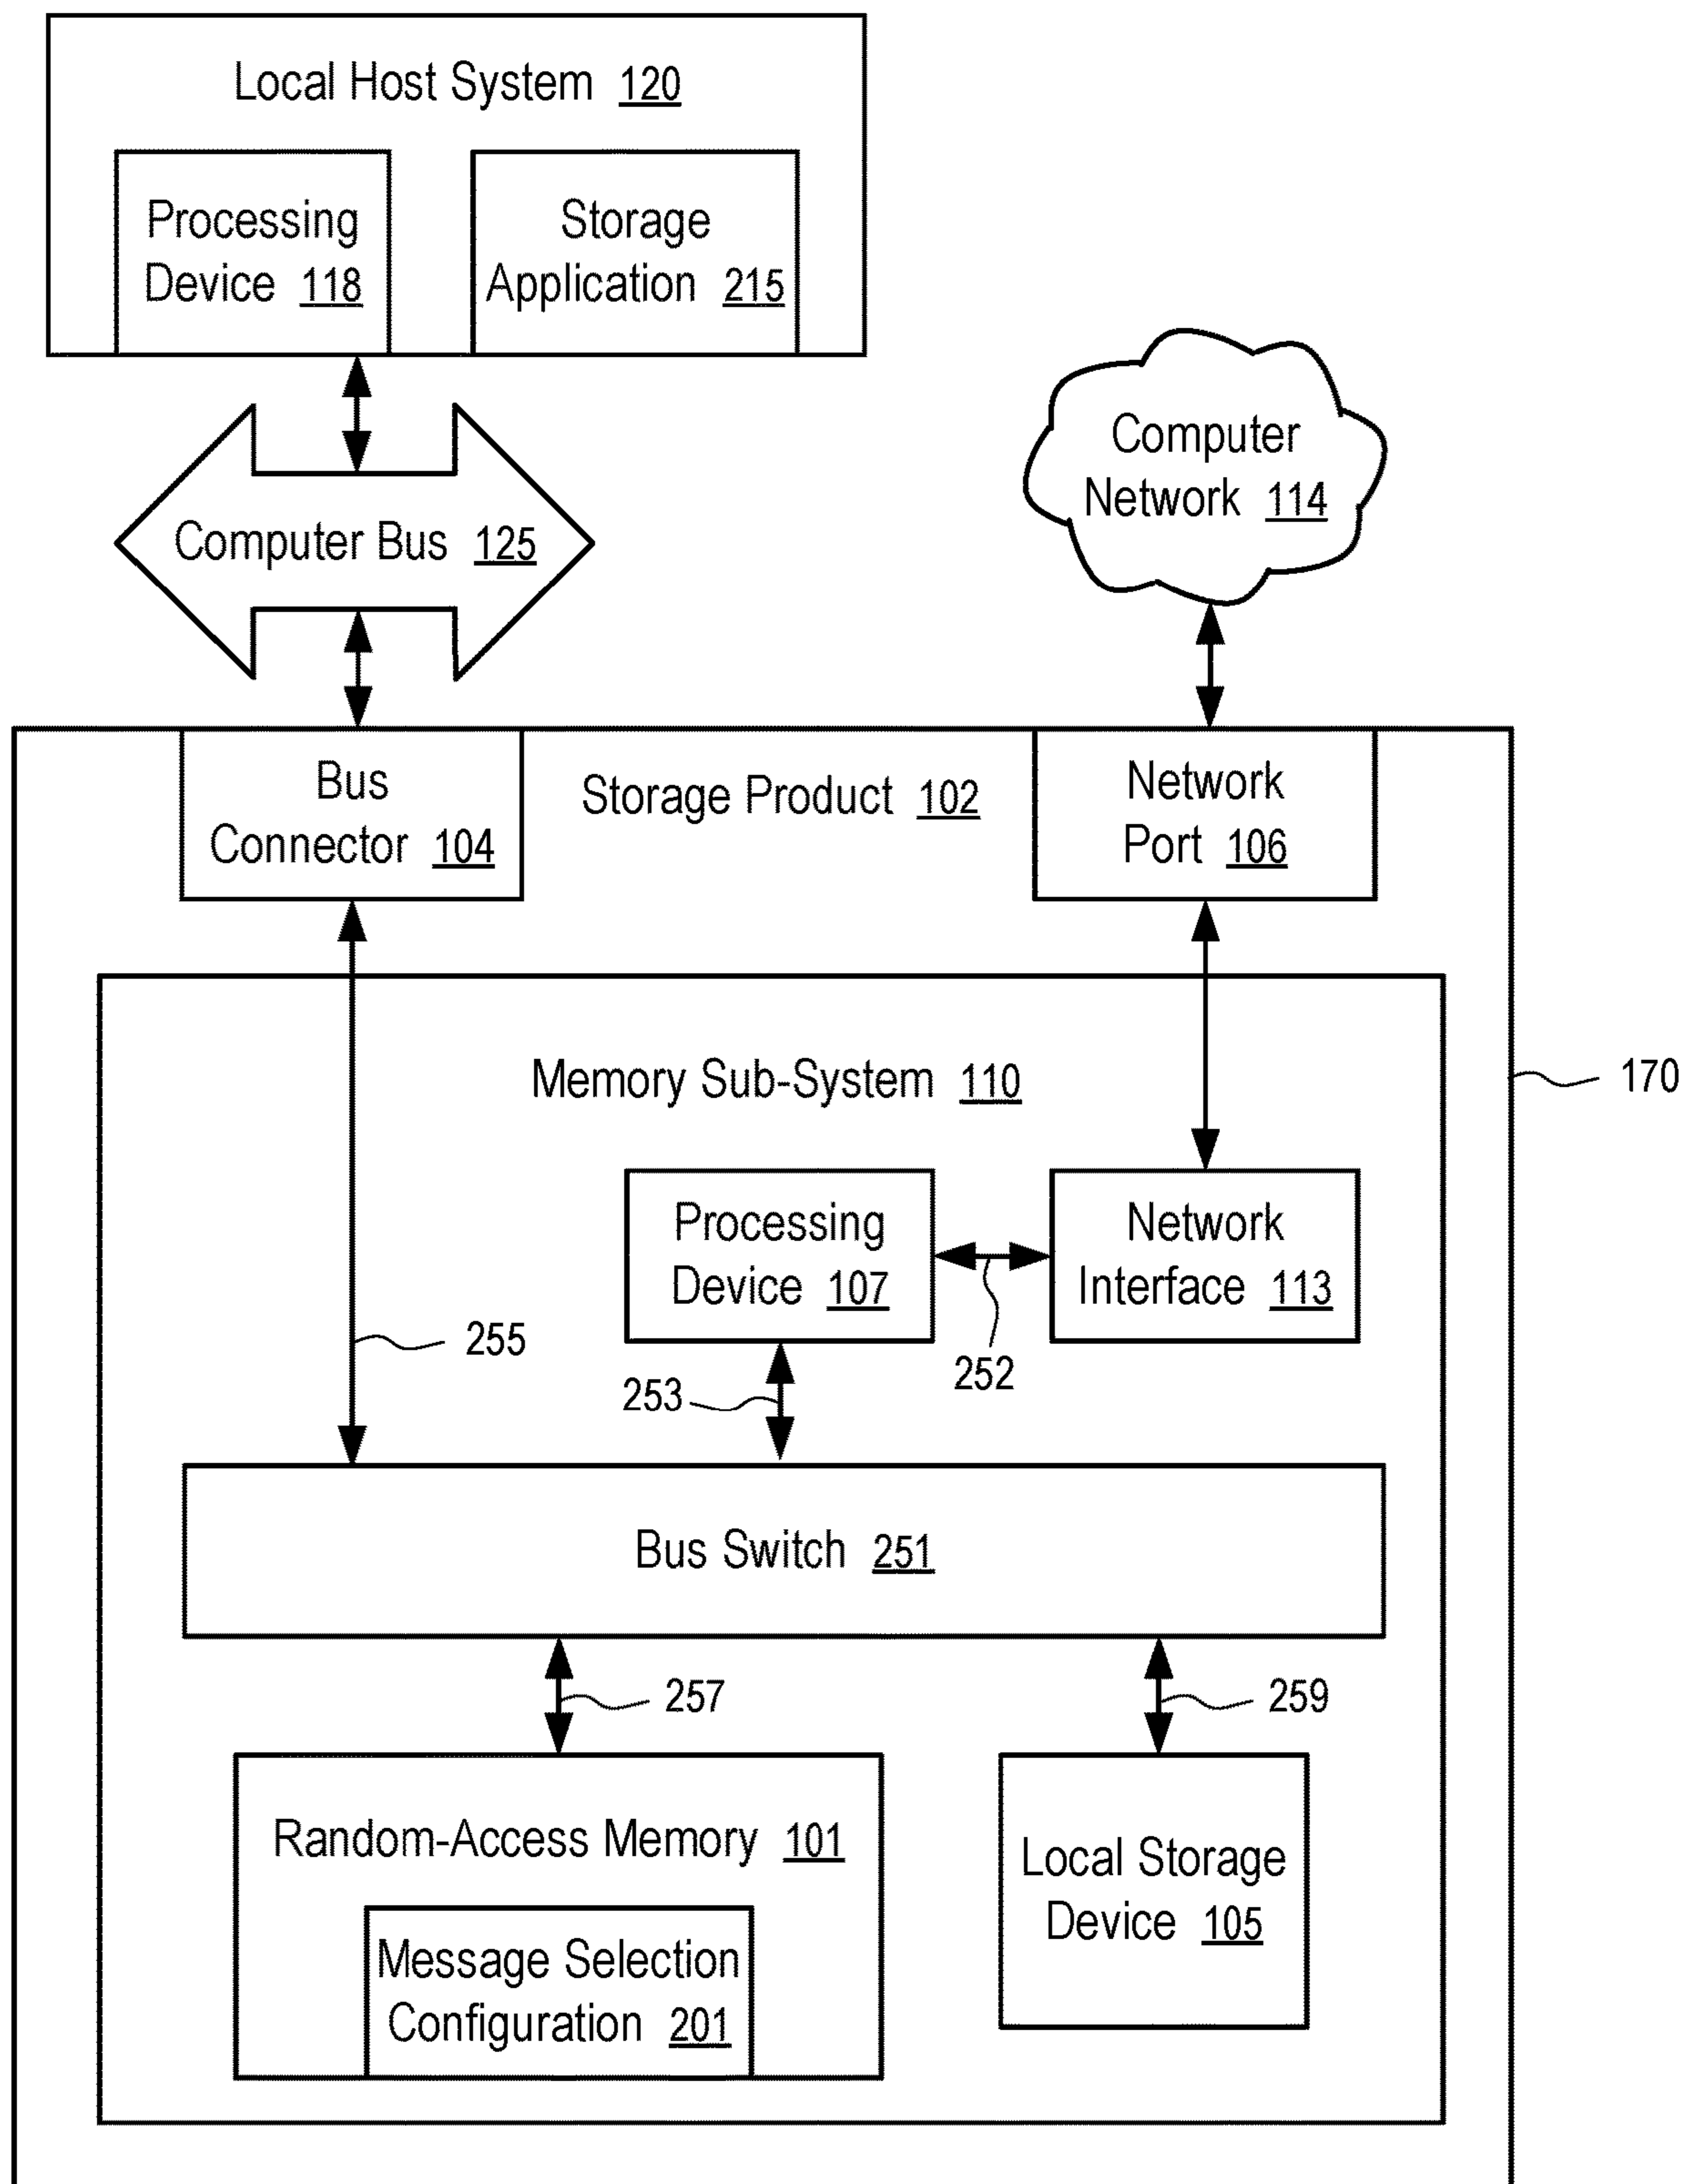 Local Host System 120
Processing
Device 118
Storage
Application 215
Computer
Network 114
Computer Bus 125
Bus
Connector 104
Storage Product 102
Network
Port 106
Memory Sub-System 110
170
Processing
Device 107
Network
Interface 113
255
252
253
Bus Switch 251
257
259
Random-Access Memory 101
Message Selection
Configuration 201
Local Storage
Device 105